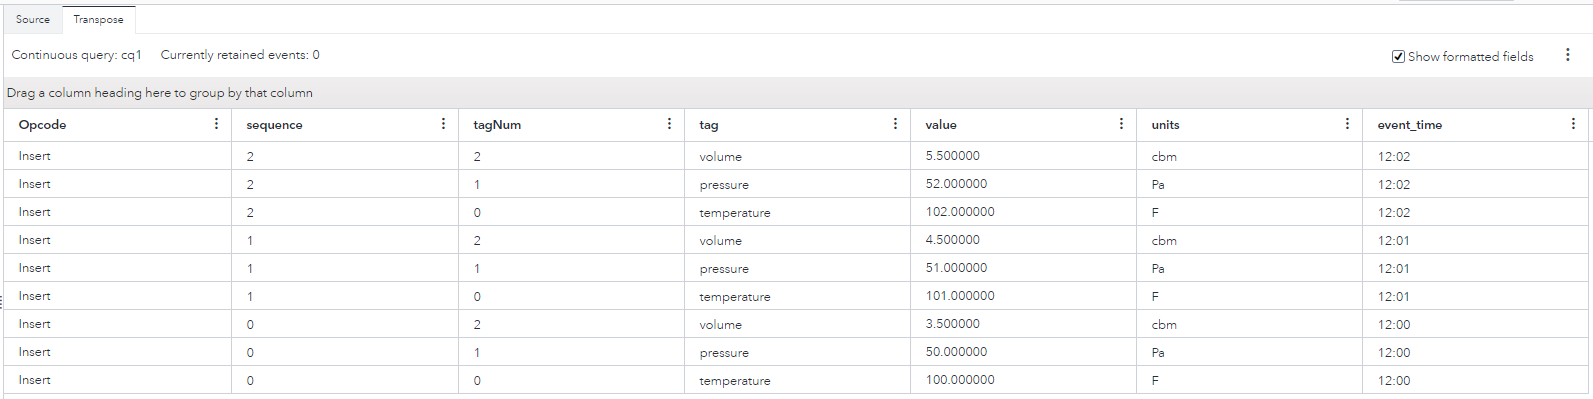 Source Transpose
Continuous query: cq1 Currently retained events: 0 Show formatted fields
Drag a column heading here to group by that column
Opcode sequence tagNum tag value units event_time
Insert 2 2 volume 5.500000 cbm 12:02
Insert 2 1 pressure 52.000000 Pa 12:02
Insert 2 0 temperature 102.000000 F 12:02
Insert 1 2 volume 4.500000 cbm 12:01
Insert 1 1 pressure 51.000000 Pa 12:01
Insert 1 0 temperature 101.000000 F 12:01
Insert 0 2 volume 3.500000 cbm 12:00
Insert 0 1 pressure 50.000000 Pa 12:00
Insert 0 0 temperature 100.000000 F 12:00